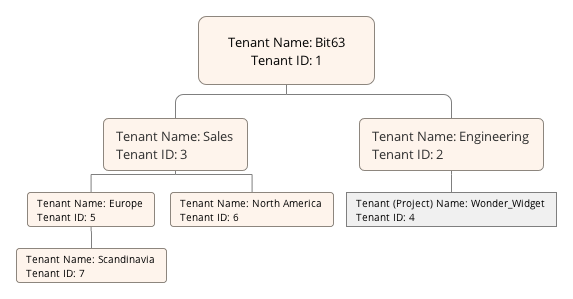 Tenant Name: Bit63
Tenant ID: 1
Tenant Name: Sales
Tenant ID: 3
Tenant Name: Engineering
Tenant ID: 2
Tenant Name: Europe
Tenant ID: 5
Tenant Name: North America
Tenant ID: 6
Tenant (Project) Name: Wonder_Widget
Tenant ID: 4
Tenant Name: Scandinavia
Tenant ID: 7